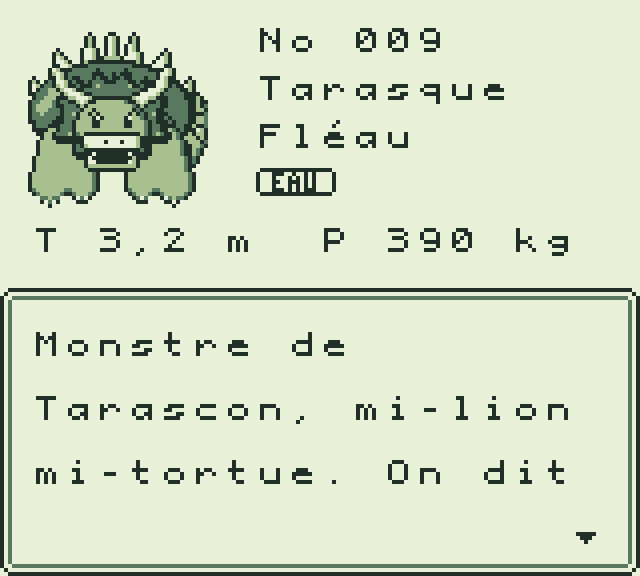 No 009
Tarasque
Fléau
EAU
T 3,2 m P 390 kg
Monstre de
Tarascon, mi-lion
mi-tortue. On dit